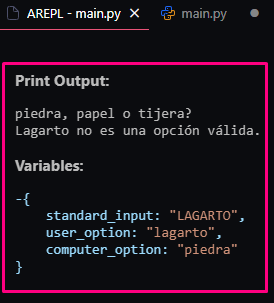 AREPL - main.py
main.py
Print Output:
piedra, papel o tijera?
Lagarto no es una opción válida.
Variables:
-{
standard_input: "LAGARTO",
user_option: "lagarto",
computer_option: "piedra"
}